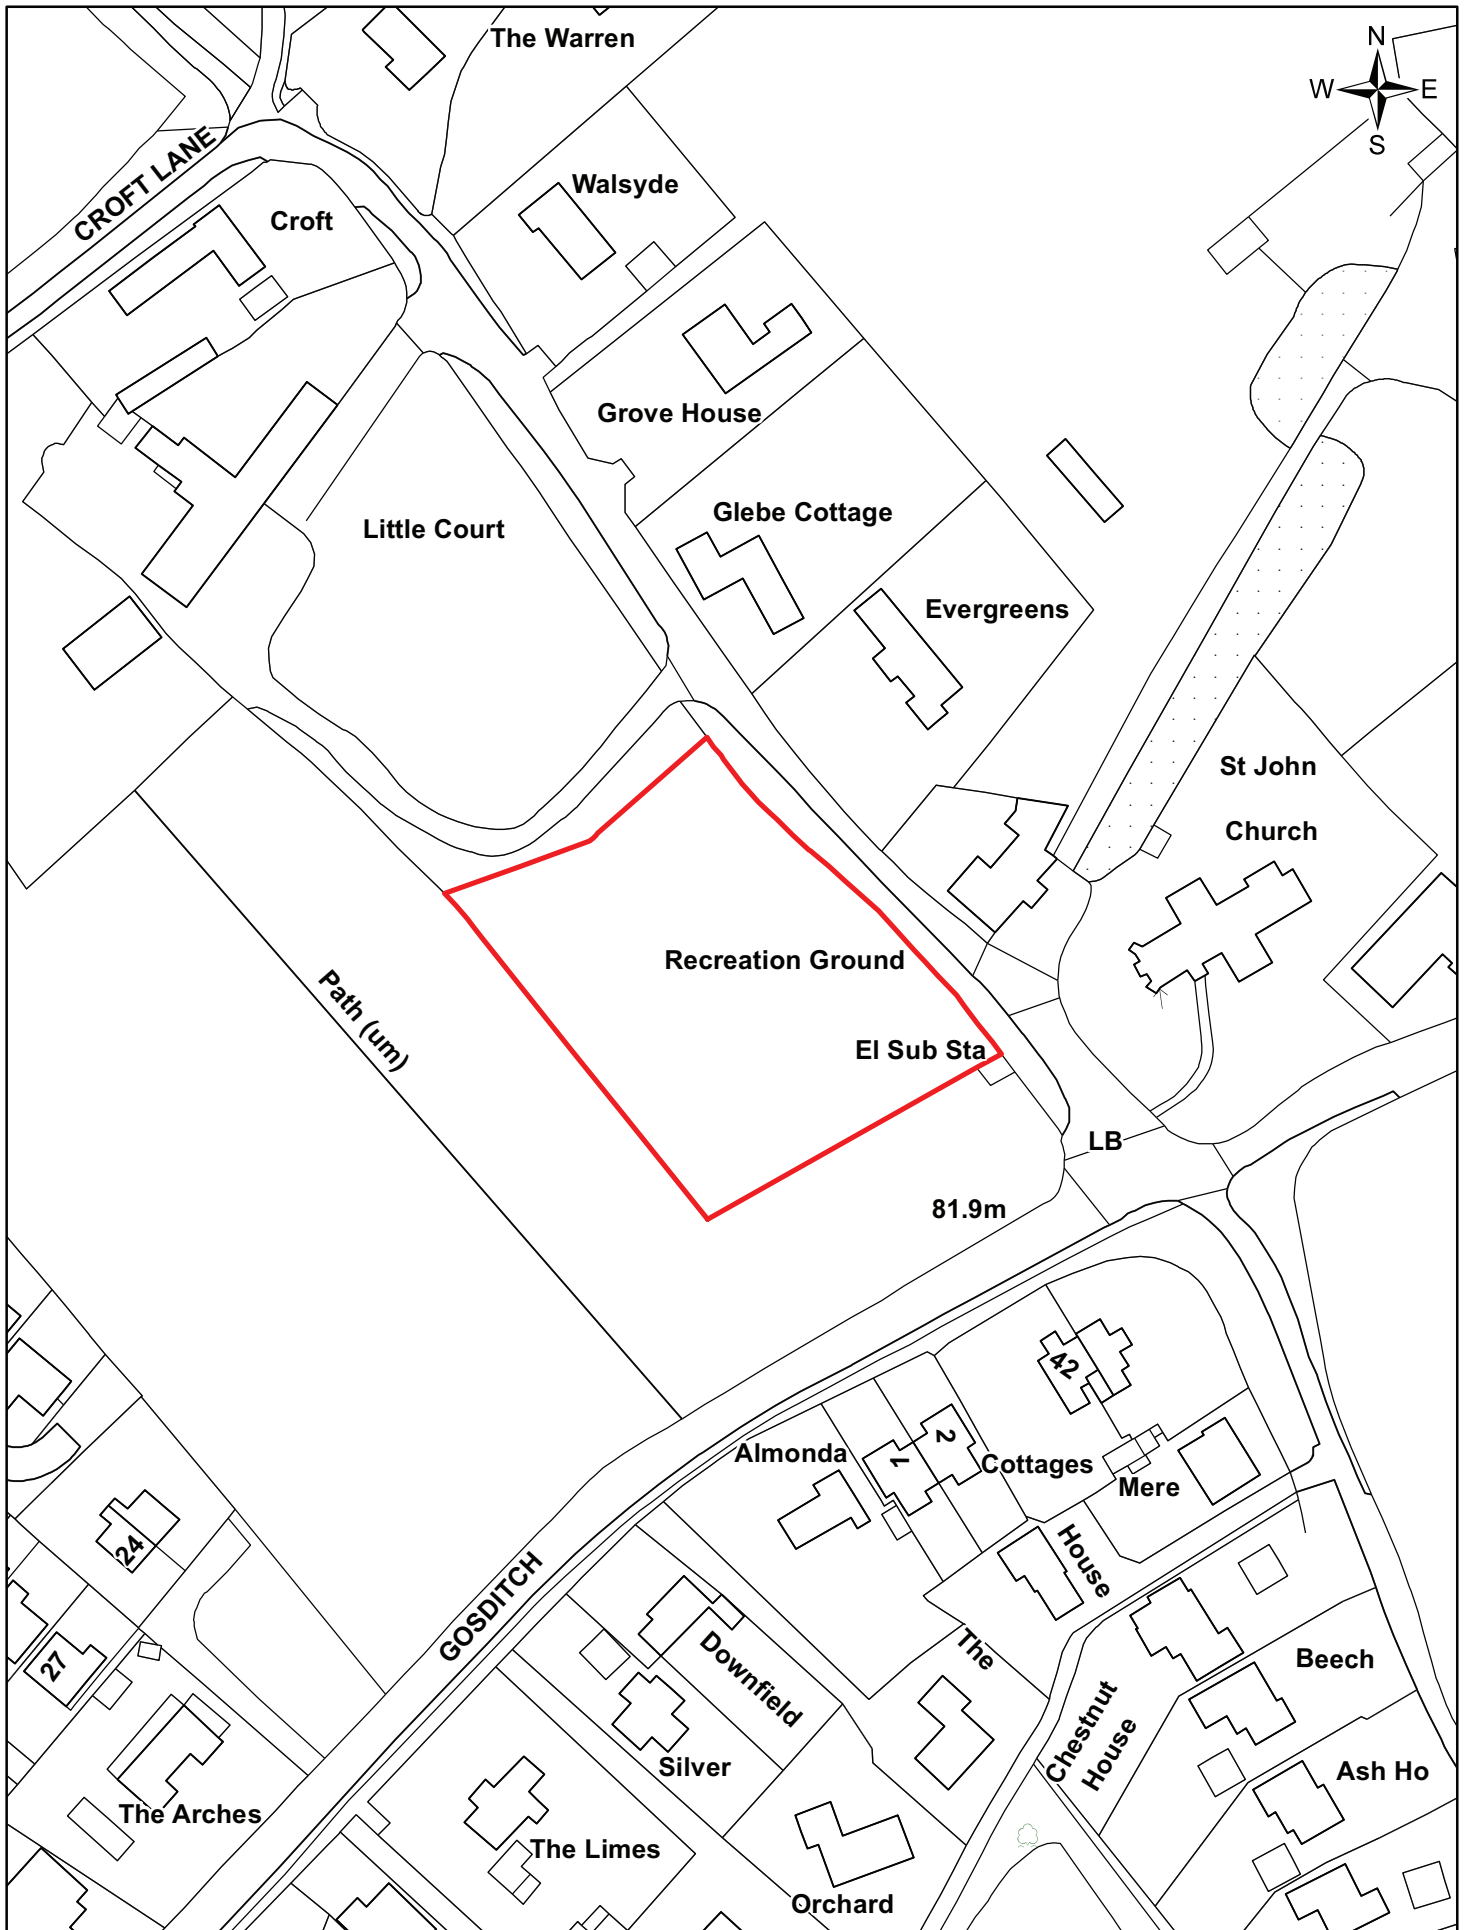 The Warren
N
W
E
S
CROFT LANE
Walsyde
Croft
Grove House
Glebe Cottage
Little Court
Evergreens
St John
Church
Recreation Ground
Path (um)
El Sub Sta
LB
81.9m
42
2
1
Almonda
Cottages
Mere
House
24
GOSDITCH
27
Downfield
The
Beech
Chestnut
House
Silver
Ash Ho
The Arches
The Limes
Orchard